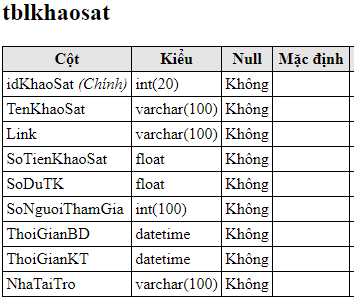 tblkhaosat
Cột Kiểu Null Mặc định
idKhaoSat (Chính) int(20) Không
TenKhaoSat varchar(100) Không
Link varchar(100) Không
SoTienKhaoSat float Không
SoDuTK float Không
SoNguoiThamGia int(100) Không
ThoiGianBD datetime Không
ThoiGianKT datetime Không
NhaTaiTro varchar(100) Không